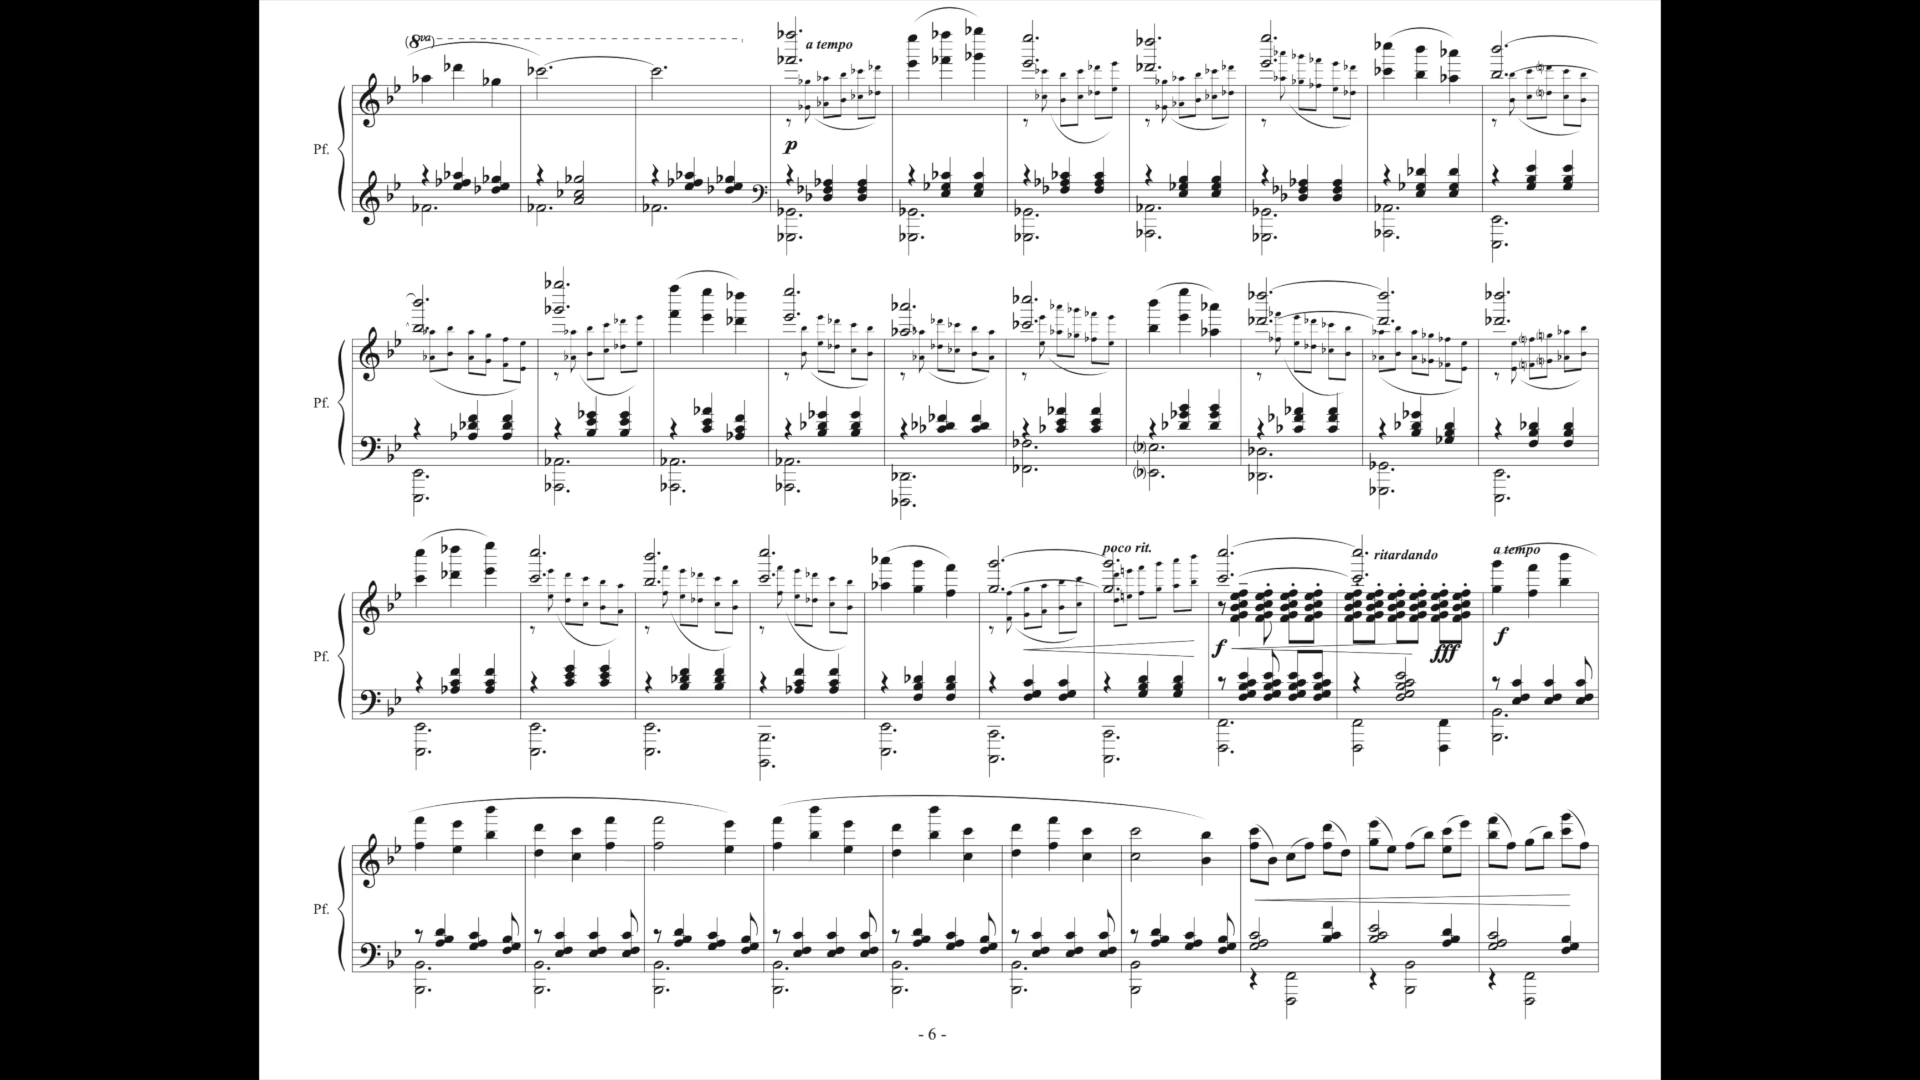 (8va)
a tempo
Pf.
p
Pf.
poco rit.
ritardando
a tempo
f
f
fff
Pf.
Pf.
- 6 -